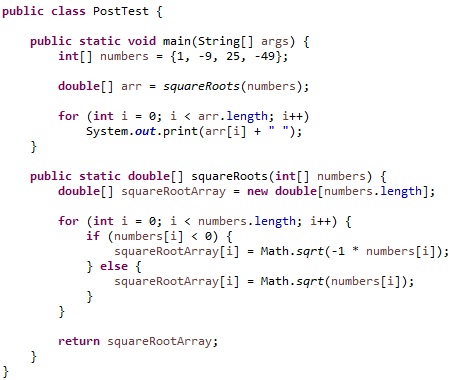 public class PostTest {
public static void main(String[] args) {
int[] numbers = {1, -9, 25, -49};
double[] arr = squareRoots(numbers);
for (int i = 0; i < arr.length; i++)
System.out.print(arr[i] + " ");
}
public static double[] squareRoots(int[] numbers) {
double[] squareRootArray = new double[numbers.length];
for (int i = 0; i < numbers.length; i++) {
if (numbers[i] < 0) {
squareRootArray[i] = Math.sqrt(-1 * numbers[i]);
} else {
squareRootArray[i] = Math.sqrt(numbers[i]);
}
}
return squareRootArray;
}
}